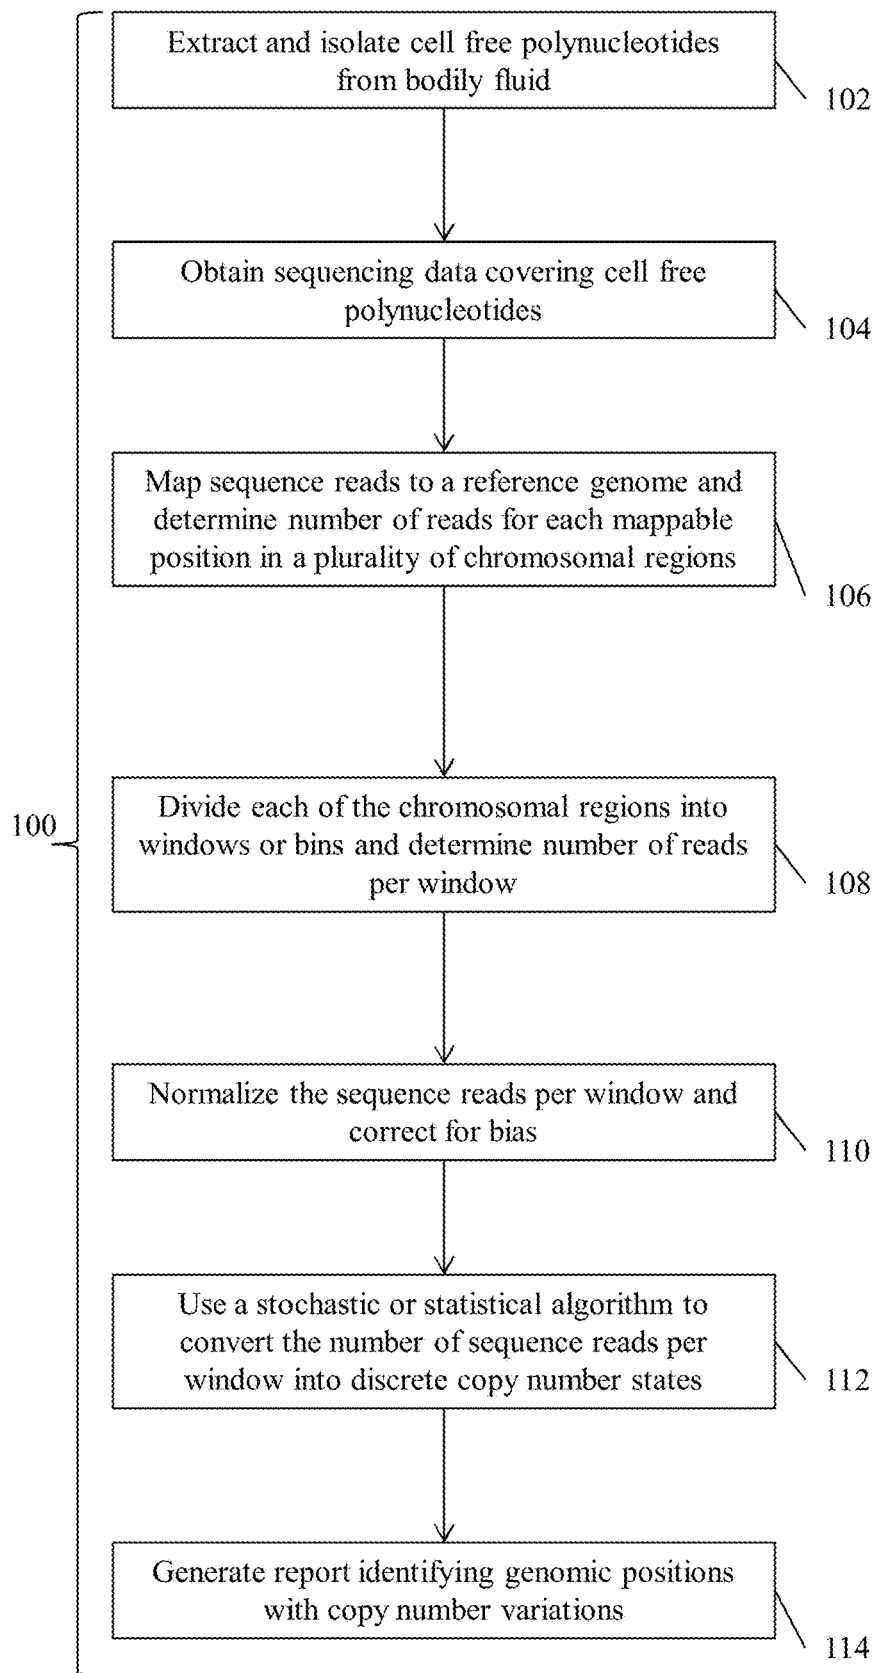 Extract and isolate cell free polynucleotides
from bodily fluid
102
Obtain sequencing data covering cell free
polynucleotides
104
Map sequence reads to a reference genome and
determine number of reads for each mappable
position in a plurality of chromosomal regions
106
100
Divide each of the chromosomal regions into
windows or bins and determine number of reads
per window
108
Normalize the sequence reads per window and
correct for bias
110
Use a stochastic or statistical algorithm to
convert the number of sequence reads per
window into discrete copy number states
112
Generate report identifying genomic positions
with copy number variations
114